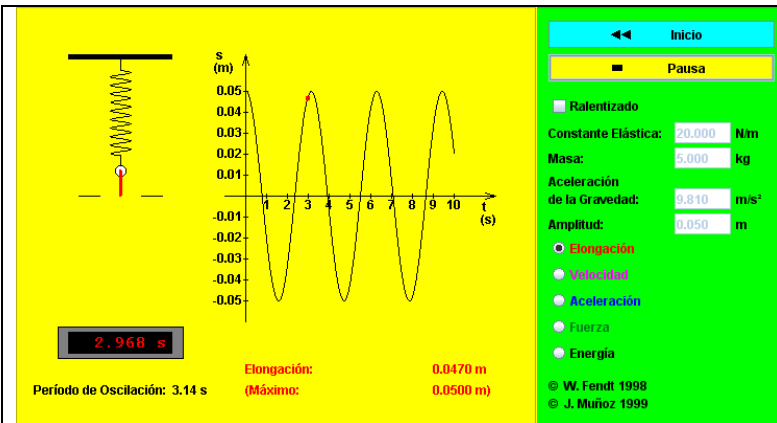 s
(m)
0.05
0.04
0.03
0.02
0.01
-0.01
-0.02
-0.03
-0.04
-0.05
1 2 3 4 5 6 7 8 9 10
t
(s)
2.968 s
Período de Oscilación: 3.14 s
Elongación: 0.0470 m
(Máximo: 0.0500 m)
Inicio
Pausa
Ralentizado
Constante Elástica: 20.000 N/m
Masa: 5.000 kg
Aceleración
de la Gravedad: 9.810 m/s²
Amplitud: 0.050 m
Elongación
Velocidad
Aceleración
Fuerza
Energía
© W. Fendt 1998
© J. Muñoz 1999